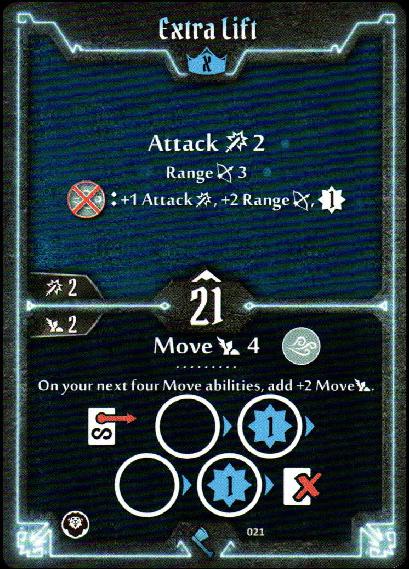 Extra Lift
X
Attack 2
Range 3
: +1 Attack, +2 Range, 1
2
21
2
Move 4
On your next four Move abilities, add +2 Move.
1
1
021